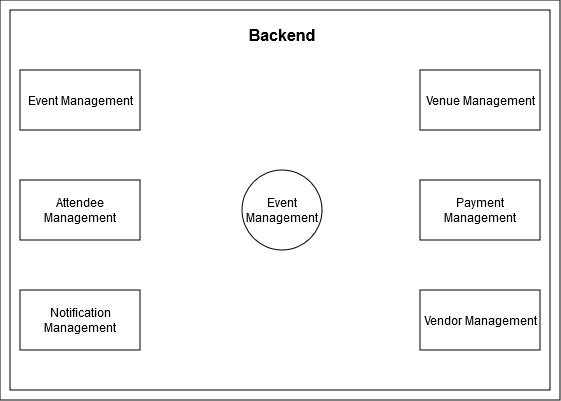 Backend
Event Management
Venue Management
Attendee
Management
Event
Management
Payment
Management
Notification
Management
Vendor Management